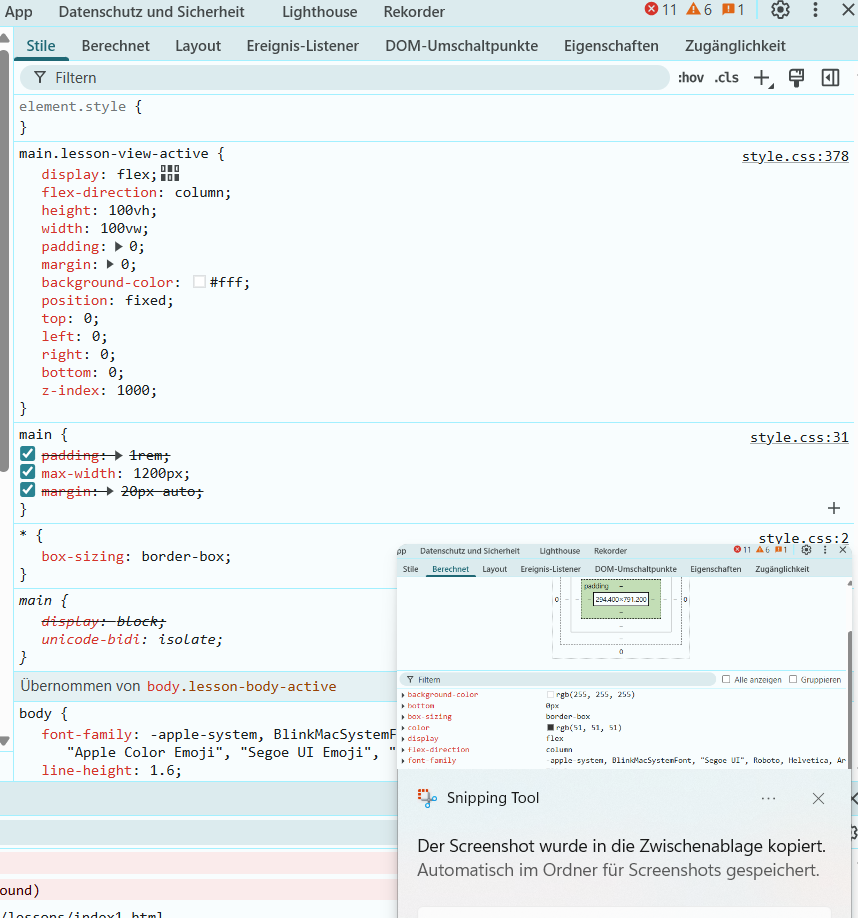 App Datenschutz und Sicherheit Lighthouse Rekorder 11 6 1
Stile Berechnet Layout Ereignis-Listener DOM-Umschaltpunkte Eigenschaften Zugänglichkeit
Filtern :hov .cls
element.style {
}
main.lesson-view-active { style.css:378
display: flex;
flex-direction: column;
height: 100vh;
width: 100vw;
padding: 0;
margin: 0;
background-color: #fff;
position: fixed;
top: 0;
left: 0;
right: 0;
bottom: 0;
z-index: 1000;
}
main { style.css:31
padding: 1rem;
max-width: 1200px;
margin: 20px auto;
}
* { style.css:2
box-sizing: border-box;
}
main {
display: block;
unicode-bidi: isolate;
}
Übernommen von body.lesson-body-active
body {
font-family: -apple-system, BlinkMacSystemF
"Apple Color Emoji", "Segoe UI Emoji", "
line-height: 1.6;
ound)
/lessons/index1.html
pp Datenschutz und Sicherheit Lighthouse Rekorder 11 6 1
Stile Berechnet Layout Ereignis-Listener DOM-Umschaltpunkte Eigenschaften Zugänglichkeit
padding –
0 – – 294.400×791.200 – – 0
–
–
0
Filtern Alle anzeigen Gruppieren
background-color rgb(255, 255, 255)
bottom 0px
box-sizing border-box
color rgb(51, 51, 51)
display flex
flex-direction column
font-family -apple-system, BlinkMacSystemFont, "Segoe UI", Roboto, Helvetica, Ar
Snipping Tool
Der Screenshot wurde in die Zwischenablage kopiert.
Automatisch im Ordner für Screenshots gespeichert.